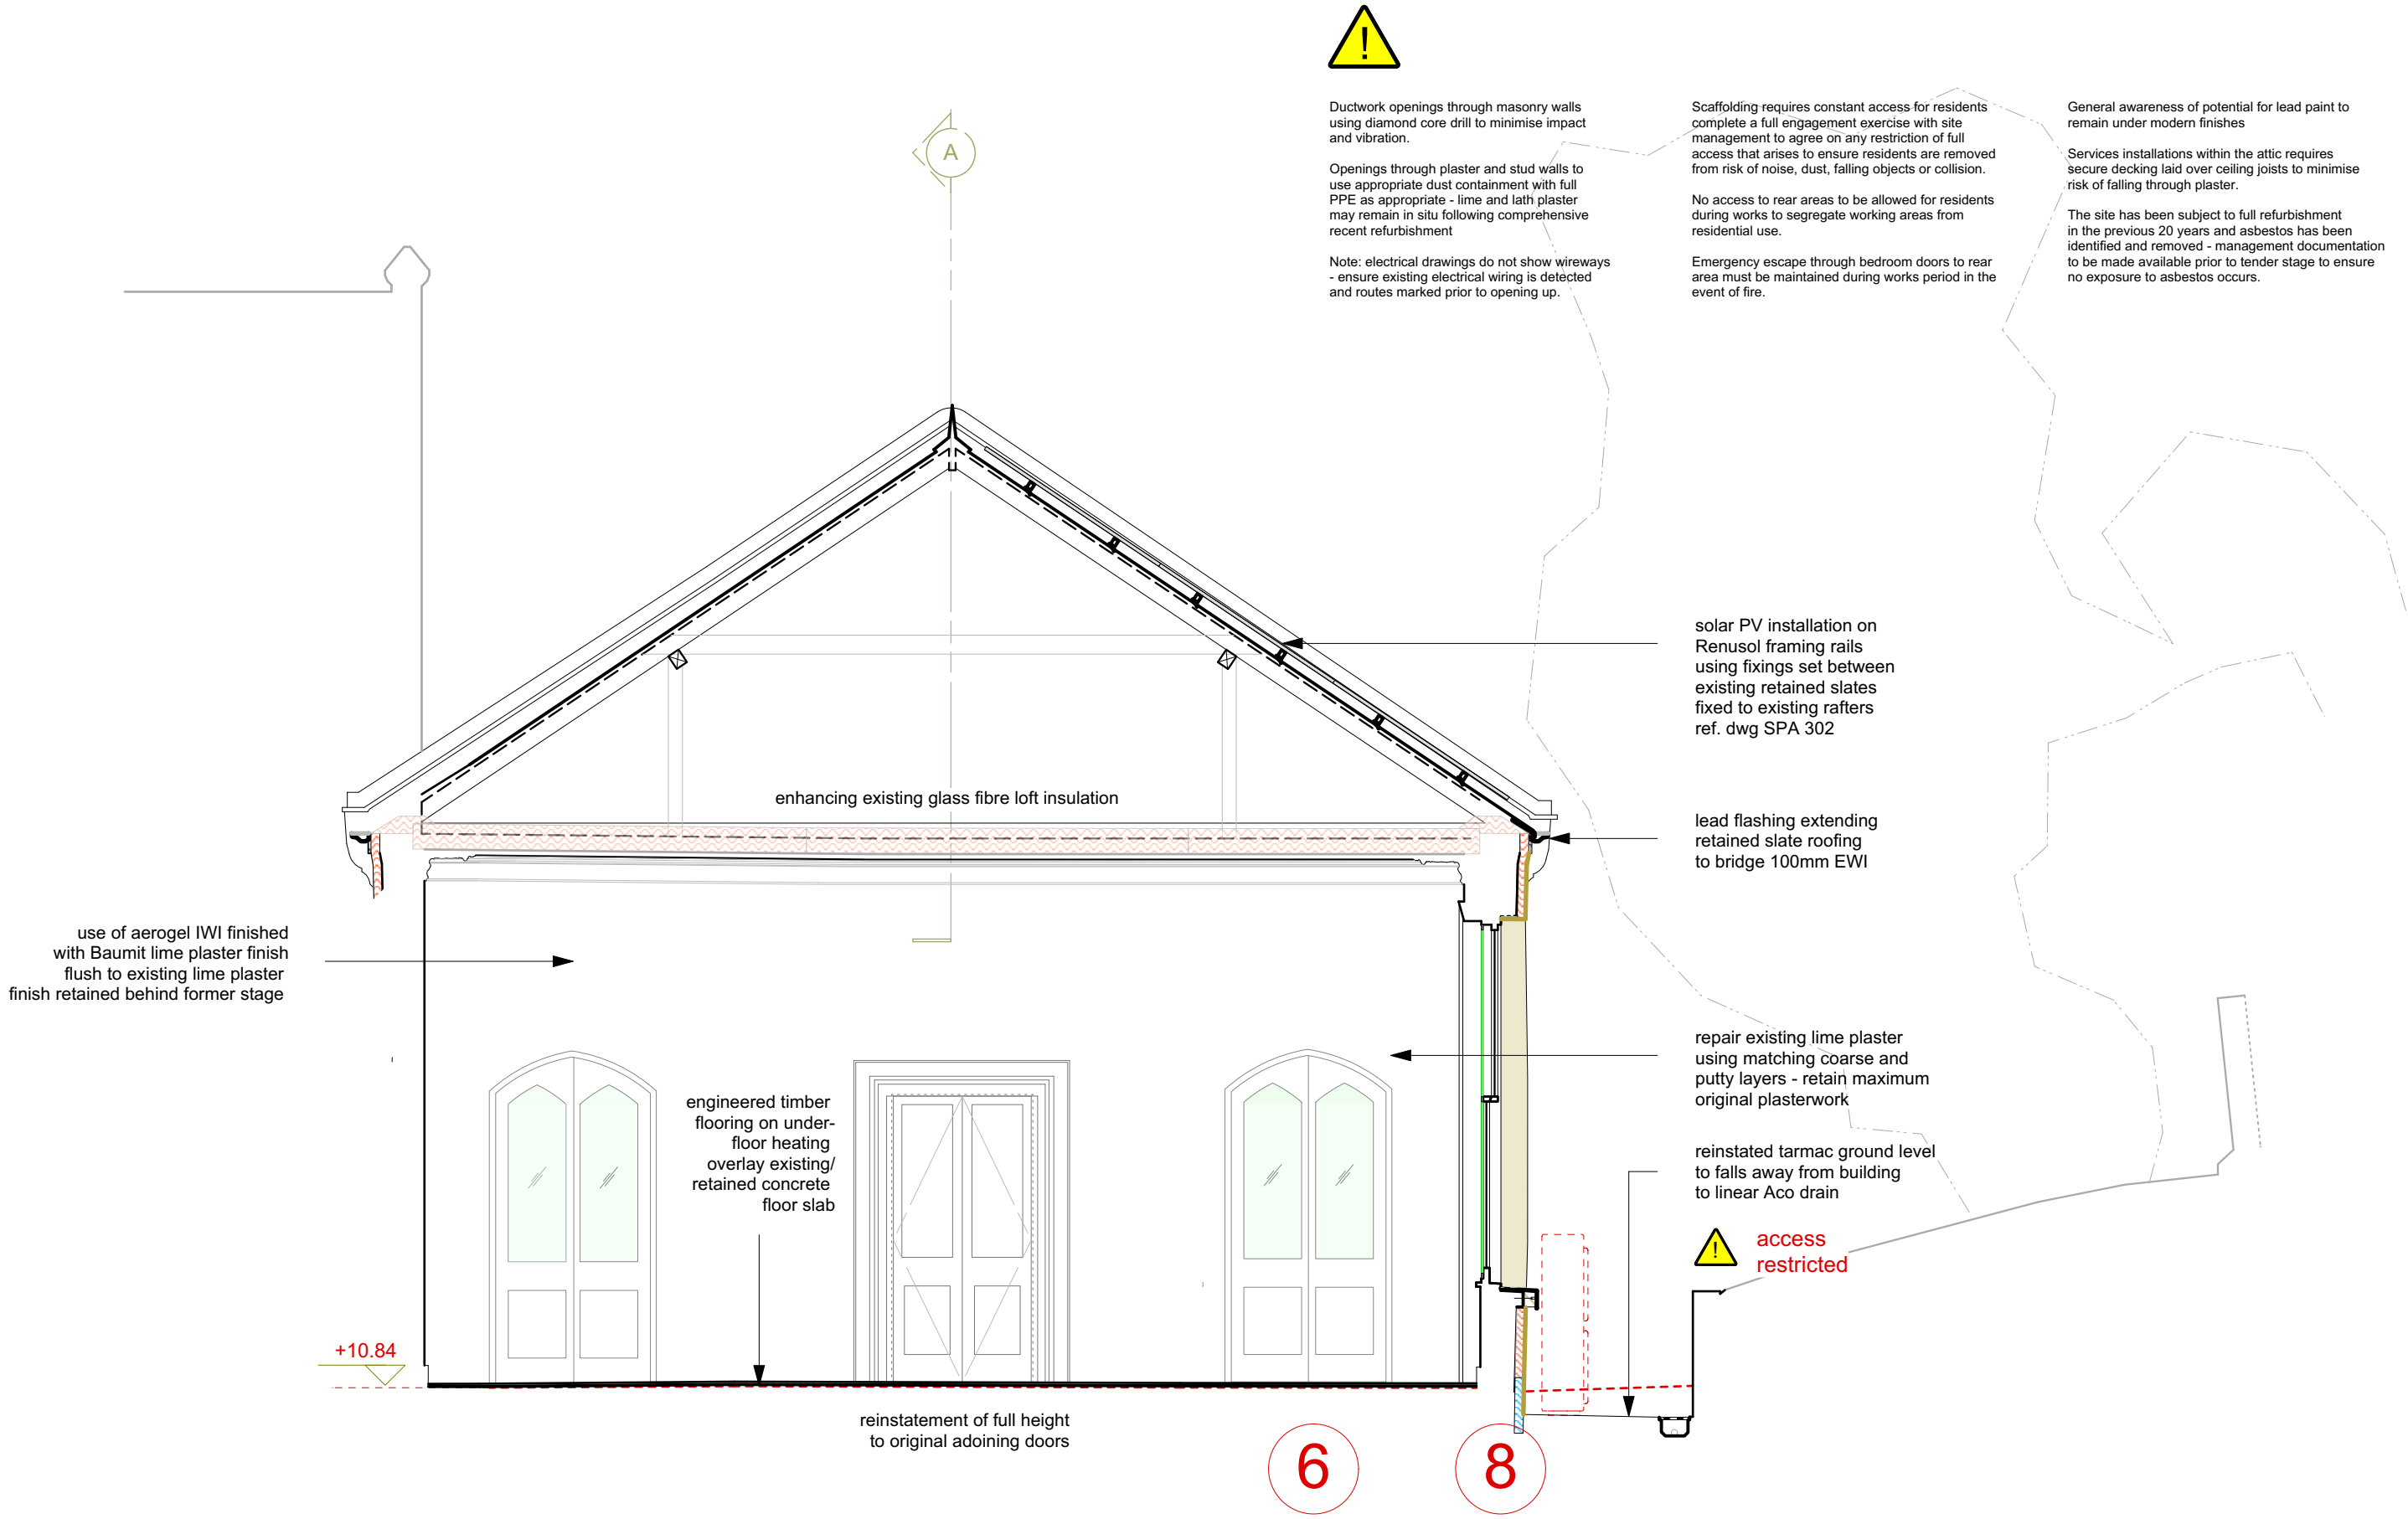 !
Ductwork openings through masonry walls
using diamond core drill to minimise impact
and vibration.
Openings through plaster and stud walls to
use appropriate dust containment with full
PPE as appropriate - lime and lath plaster
may remain in situ following comprehensive
recent refurbishment
Note: electrical drawings do not show wireways
- ensure existing electrical wiring is detected
and routes marked prior to opening up.
Scaffolding requires constant access for residents
complete a full engagement exercise with site
management to agree on any restriction of full
access that arises to ensure residents are removed
from risk of noise, dust, falling objects or collision.
No access to rear areas to be allowed for residents
during works to segregate working areas from
residential use.
Emergency escape through bedroom doors to rear
area must be maintained during works period in the
event of fire.
General awareness of potential for lead paint to
remain under modern finishes
Services installations within the attic requires
secure decking laid over ceiling joists to minimise
risk of falling through plaster.
The site has been subject to full refurbishment
in the previous 20 years and asbestos has been
identified and removed - management documentation
to be made available prior to tender stage to ensure
no exposure to asbestos occurs.
A
solar PV installation on
Renusol framing rails
using fixings set between
existing retained slates
fixed to existing rafters
ref. dwg SPA 302
enhancing existing glass fibre loft insulation
lead flashing extending
retained slate roofing
to bridge 100mm EWI
use of aerogel IWI finished
with Baumit lime plaster finish
flush to existing lime plaster
finish retained behind former stage
repair existing lime plaster
using matching coarse and
putty layers - retain maximum
original plasterwork
engineered timber
flooring on under-
floor heating
overlay existing/
retained concrete
floor slab
reinstated tarmac ground level
to falls away from building
to linear Aco drain
!
access
restricted
+10.84
reinstatement of full height
to original adoining doors
6
8